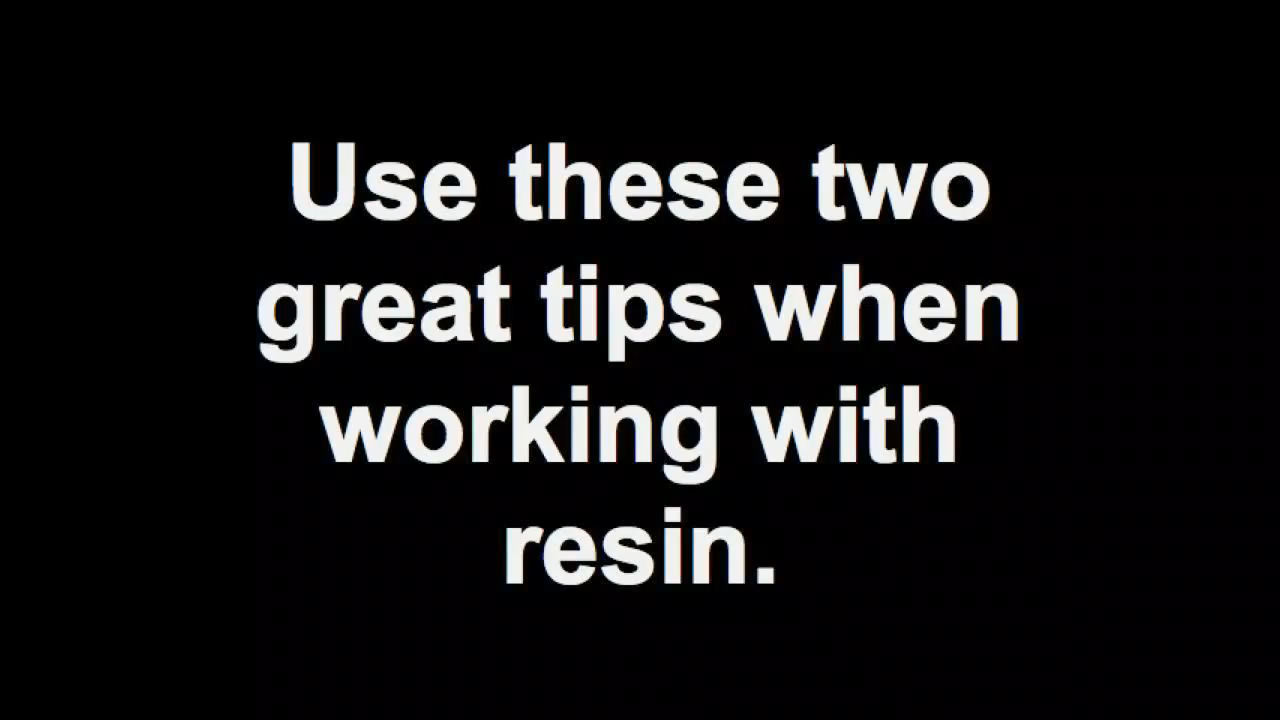 Use these two
great tips when
working with
resin.